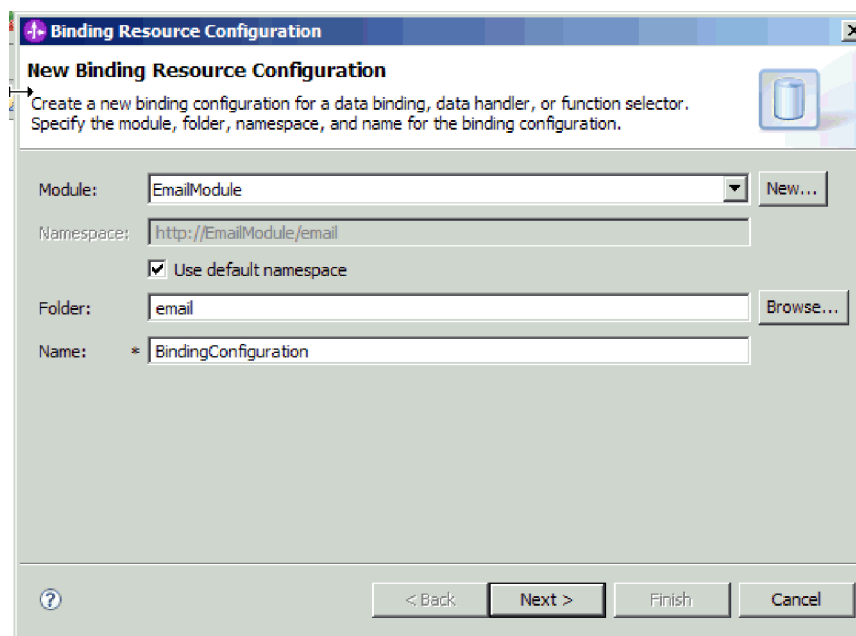 Binding Resource Configuration
New Binding Resource Configuration
Create a new binding configuration for a data binding, data handler, or function selector.
Specify the module, folder, namespace, and name for the binding configuration.
Module: EmailModule New...
Namespace: http://EmailModule/email
Use default namespace
Folder: email Browse...
Name: * BindingConfiguration
? < Back Next > Finish Cancel